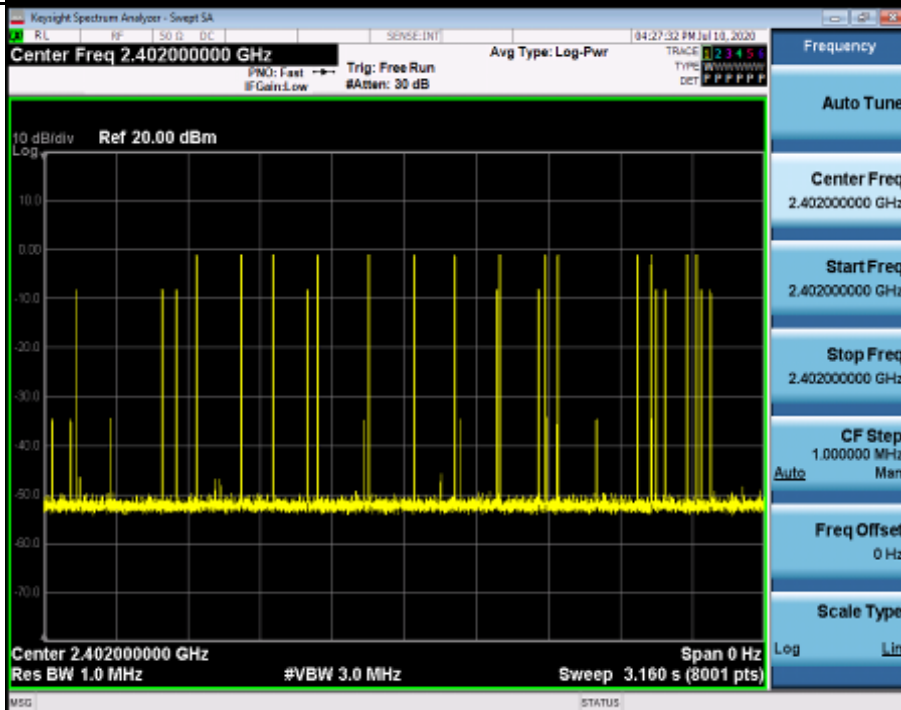 Keysight Spectrum Analyzer - Swept SA
RL RF 50 Ω DC SENSE:INT 04:27:32 PM Jul 10, 2020
Center Freq 2.402000000 GHz
Avg Type: Log-Pwr
TRACE 1 2 3 4 5 6
PNO: Fast Trig: Free Run
TYPE WWWWWW
IFGain:Low #Atten: 30 dB
DET P P P P P P
10 dB/div Ref 20.00 dBm
Log
10.0
0.00
-10.0
-20.0
-30.0
-40.0
-50.0
-60.0
-70.0
Center 2.402000000 GHz Span 0 Hz
Res BW 1.0 MHz #VBW 3.0 MHz Sweep 3.160 s (8001 pts)
MSG STATUS
Frequency
Auto Tune
Center Freq
2.402000000 GHz
Start Freq
2.402000000 GHz
Stop Freq
2.402000000 GHz
CF Step
1.000000 MHz
Auto Man
Freq Offset
0 Hz
Scale Type
Log Lin